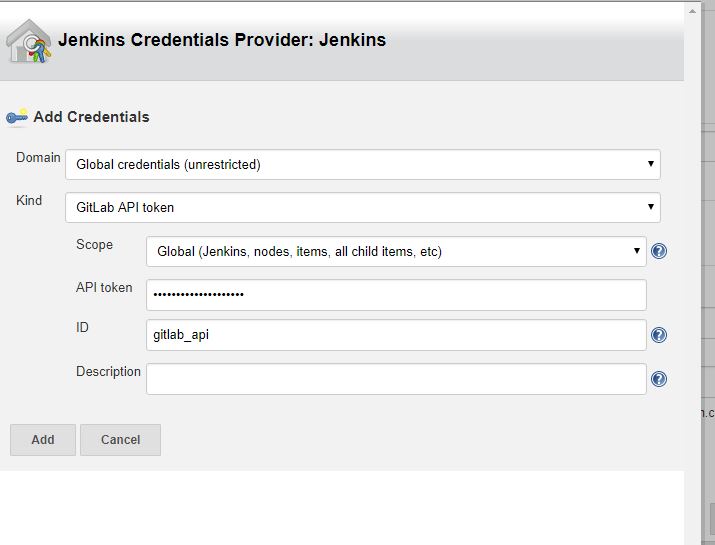 Jenkins Credentials Provider: Jenkins
Add Credentials
Domain Global credentials (unrestricted)
Kind GitLab API token
Scope Global (Jenkins, nodes, items, all child items, etc)
API token ••••••••••••••••••••
ID gitlab_api
Description
Add Cancel